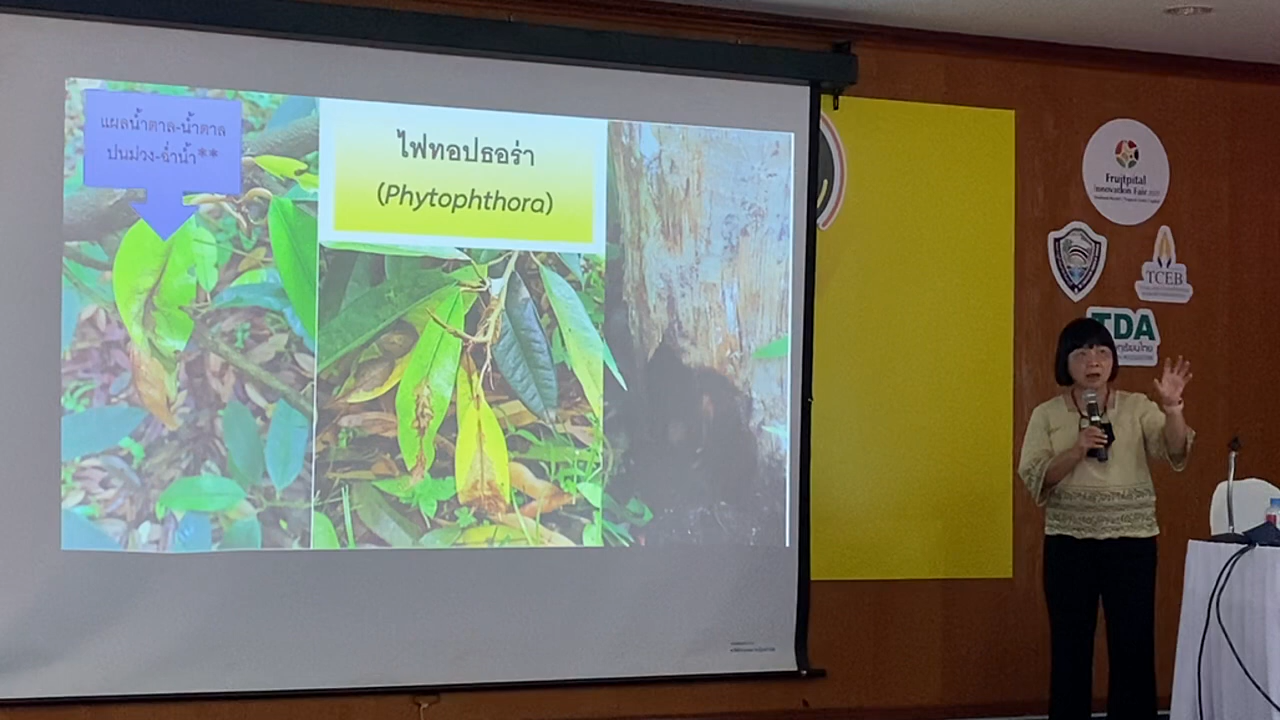 แผลน้ำตาล-น้ำตาล
ปนม่วง-ฉ่ำน้ำ**
ไฟทอปธอร่า
(Phytophthora)
Fruitpital
Innovation Fair
TCEB
TDA